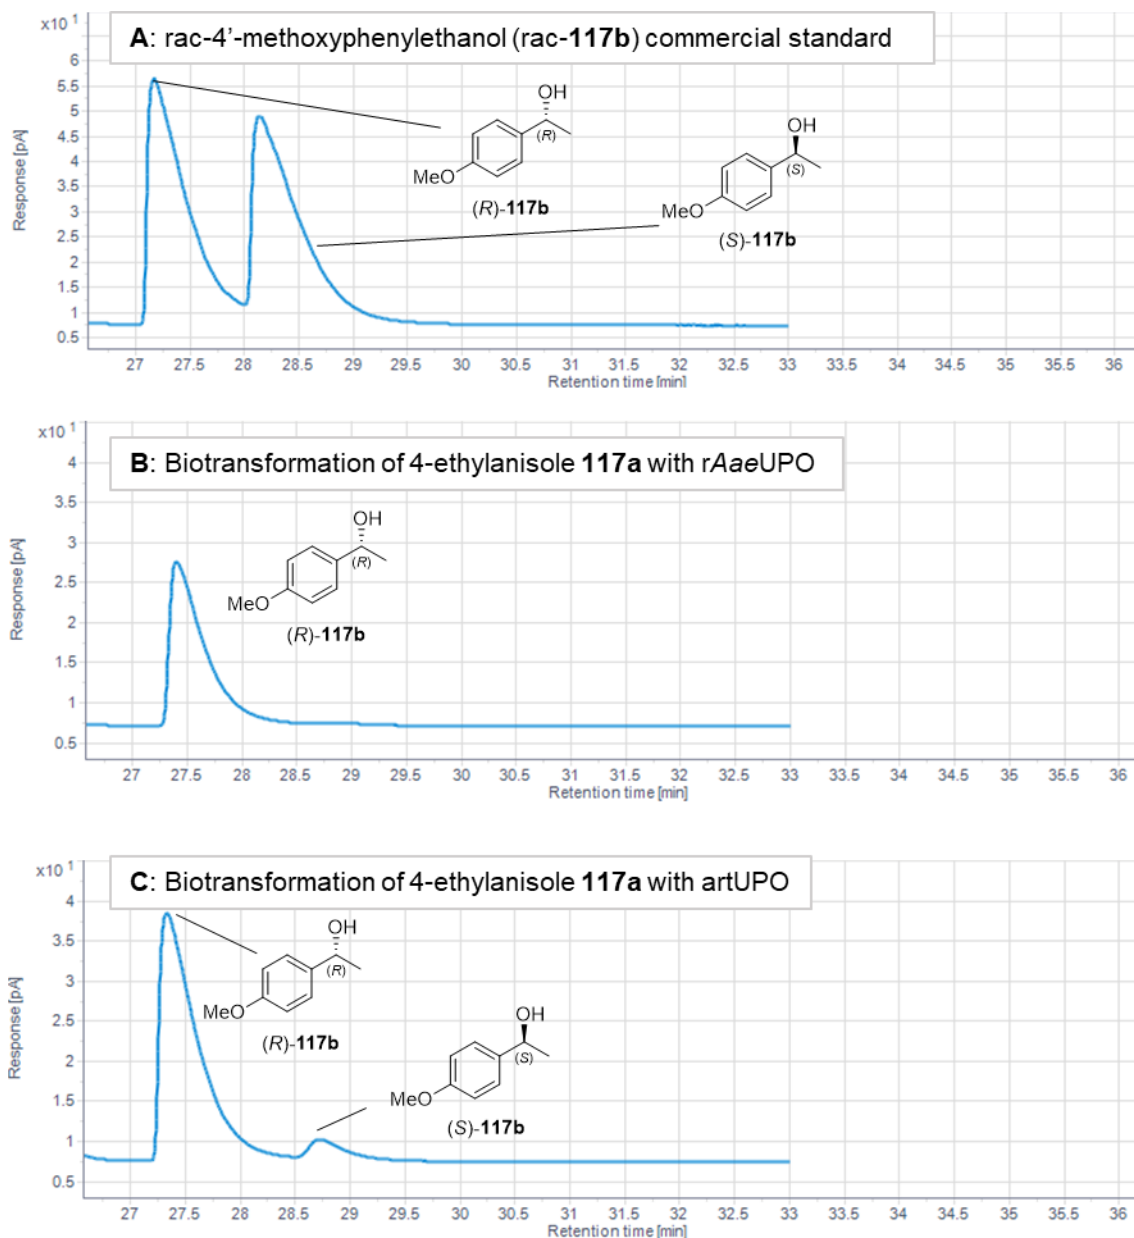 x10 1
A: rac-4'-methoxyphenylethanol (rac-117b) commercial standard
Response [pA]
6
5.5
5
4.5
4
3.5
3
2.5
2
1.5
1
0.5
OH
(R)
MeO
(R)-117b
OH
(S)
MeO
(S)-117b
27 27.5 28 28.5 29 29.5 30 30.5 31 31.5 32 32.5 33 33.5 34 34.5 35 35.5 36
Retention time [min]
x10 1
B: Biotransformation of 4-ethylanisole 117a with rAaeUPO
Response [pA]
4
3.5
3
2.5
2
1.5
1
0.5
OH
(R)
MeO
(R)-117b
27 27.5 28 28.5 29 29.5 30 30.5 31 31.5 32 32.5 33 33.5 34 34.5 35 35.5 36
Retention time [min]
x10 1
C: Biotransformation of 4-ethylanisole 117a with artUPO
Response [pA]
4
3.5
3
2.5
2
1.5
1
0.5
OH
(R)
MeO
(R)-117b
OH
(S)
MeO
(S)-117b
27 27.5 28 28.5 29 29.5 30 30.5 31 31.5 32 32.5 33 33.5 34 34.5 35 35.5 36
Retention time [min]